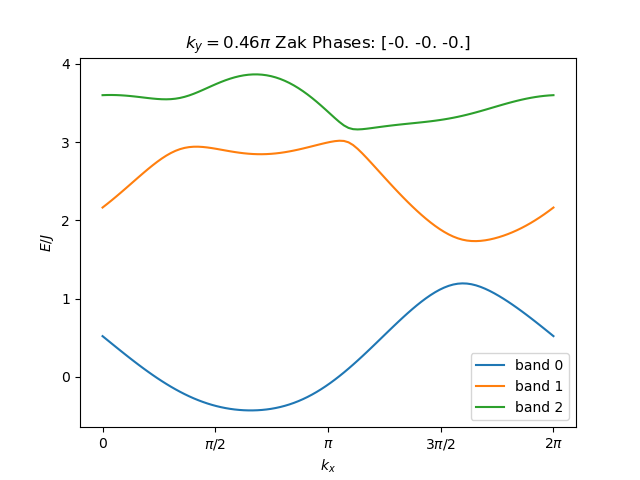 k_y = 0.46π Zak Phases: [-0. -0. -0.]
4
3
2
1
0
E/J
0 π/2 π 3π/2 2π
k_x
band 0
band 1
band 2